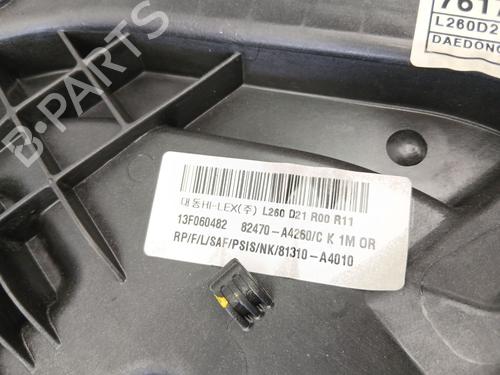 L260D2
DAEDONG
B-PARTS
대동HI-LEX(주) L260 D21 R00 R11
13F060482 82470-A4260/C K 1M OR
RP/F/L/SAF/PSIS/NK/81310-A4010